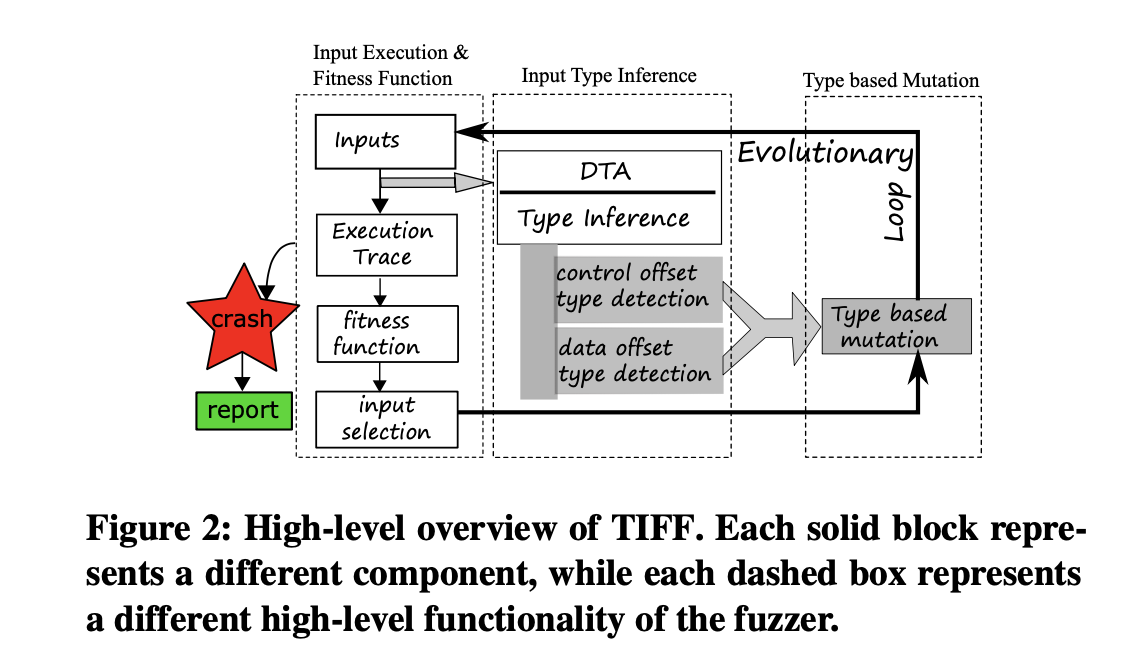 Input Execution &
Fitness Function
Input Type Inference
Type based Mutation
Inputs
Evolutionary
Loop
DTA
Type Inference
Execution
Trace
control offset
type detection
crash
fitness
function
Type based
mutation
data offset
type detection
report
input
selection
Figure 2: High-level overview of TIFF. Each solid block repre-
sents a different component, while each dashed box represents
a different high-level functionality of the fuzzer.